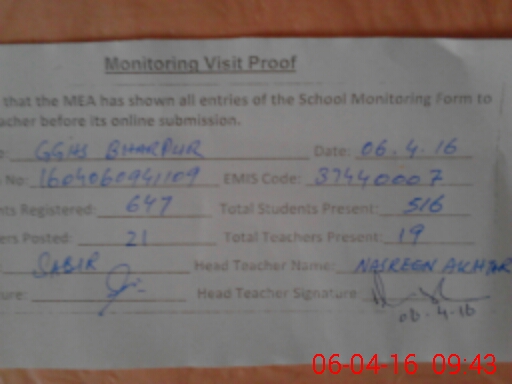 Monitoring Visit Proof
that the MEA has shown all entries of the School Monitoring Form to
acher before its online submission.
GGHS BHARPUR Date: 06.4.16
No: 1604060941109 EMIS Code: 37440007
nts Registered: 647 Total Students Present: 516
ers Posted: 21 Total Teachers Present: 19
SABIR Head Teacher Name: NASREEN AKHTAR
ure: Head Teacher Signature:
06.4.16
06-04-16 09:43